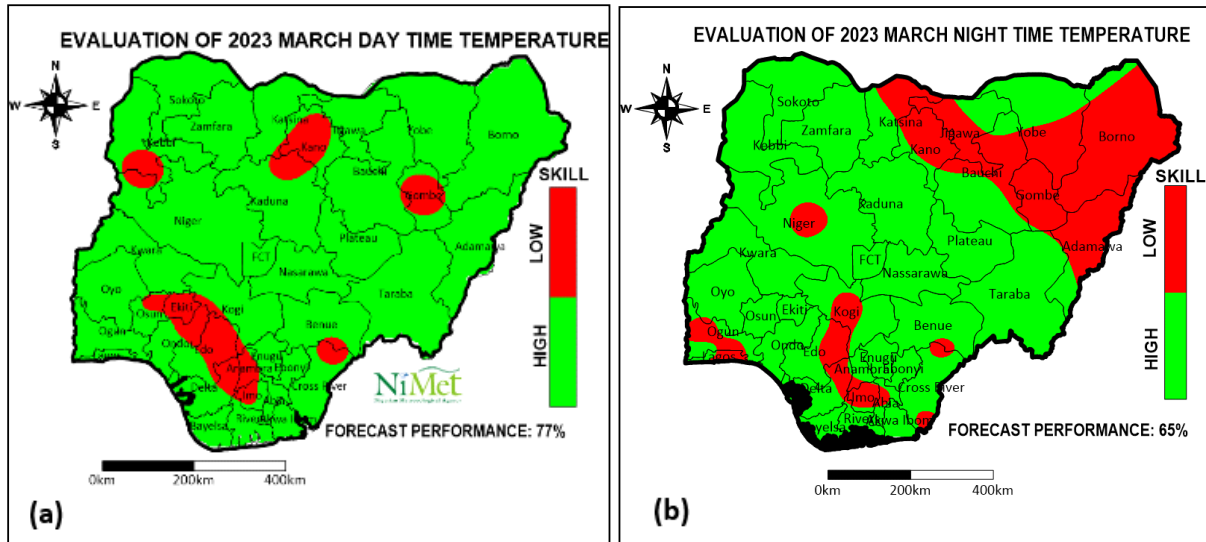 EVALUATION OF 2023 MARCH DAY TIME TEMPERATURE
N
W E
S
Sokoto
Katsina
Zamfara
Jigawa
Yobe
Borno
Kebbi
Kano
Bauchi
Gombe
Kaduna
Niger
Plateau
Adamawa
Kwara
FCT
Nasarawa
Oyo
Taraba
Ekiti
Kogi
Osun
Benue
Ogun
Ondo
Edo
Enugu
Anambra
Ebonyi
Delta
Cross River
Imo
Abia
Rivers
Akwa Ibom
Bayelsa
SKILL
LOW
HIGH
NiMet
Nigerian Meteorological Agency
FORECAST PERFORMANCE: 77%
0km 200km 400km
(a)
EVALUATION OF 2023 MARCH NIGHT TIME TEMPERATURE
N
W E
S
Sokoto
Katsina
Zamfara
Jigawa
Yobe
Borno
Kebbi
Kano
Bauchi
Gombe
Kaduna
Niger
Plateau
Adamawa
Kwara
FCT
Nassarawa
Oyo
Taraba
Kogi
Ekiti
Osun
Benue
Ogun
Ondo
Edo
Lagos
Enugu
Anambra
Ebonyi
Delta
Cross River
Imo
Abia
Rivers
Akwa Ibom
Bayelsa
SKILL
LOW
HIGH
FORECAST PERFORMANCE: 65%
0km 200km 400km
(b)